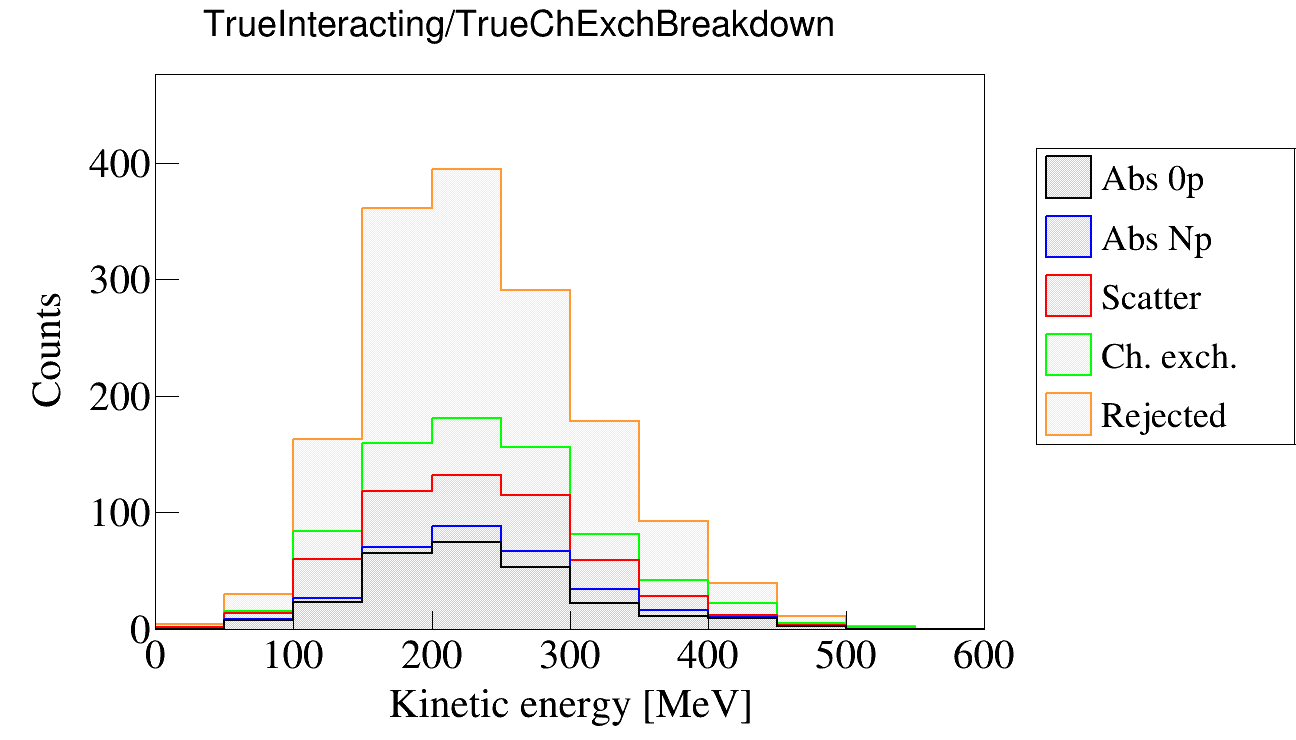 TrueInteracting/TrueChExchBreakdown
400
300
200
100
0
Counts
0 100 200 300 400 500 600
Kinetic energy [MeV]
Abs 0p
Abs Np
Scatter
Ch. exch.
Rejected